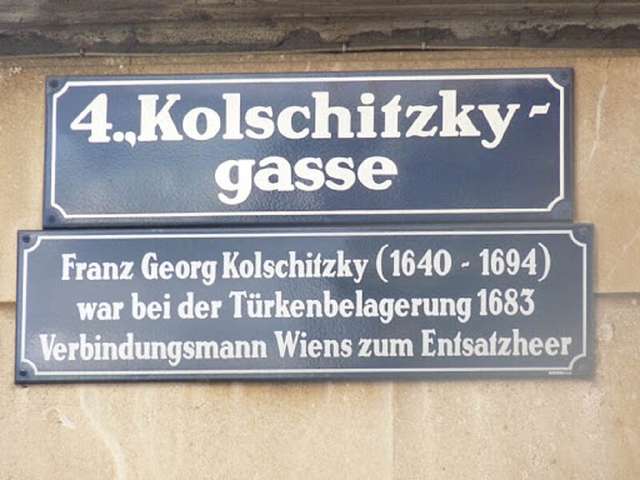 4., Kolschitzky-
gasse
Franz Georg Kolschitzky (1640 - 1694)
war bei der Türkenbelagerung 1683
Verbindungsmann Wiens zum Entsatzheer